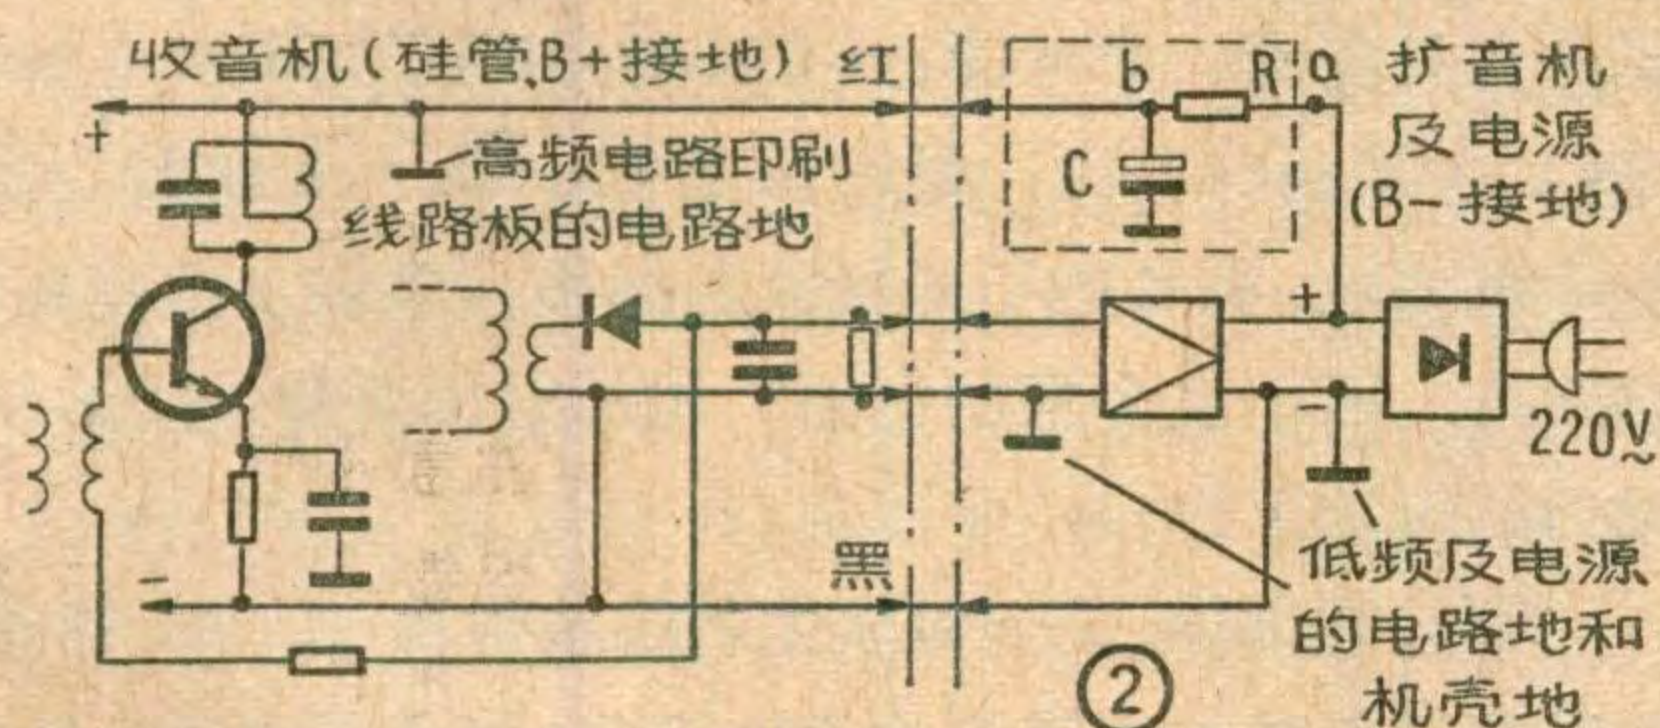 收音机(硅管、B+接地) 红
b
R
a
扩音机
及电源
(B-接地)
+
高频电路印刷
线路板的电路地
C
+
-
220V~
黑
-
低频及电源
的电路地和
机壳地
②